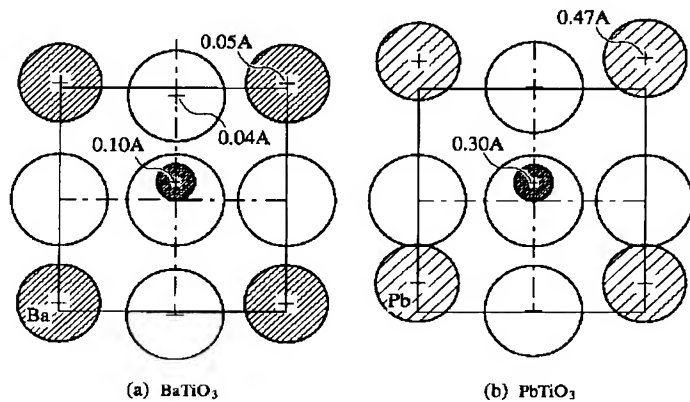 0.05A
0.04A
0.10A
Ba
(a) BaTiO₃
0.47A
0.30A
Pb
(b) PbTiO₃